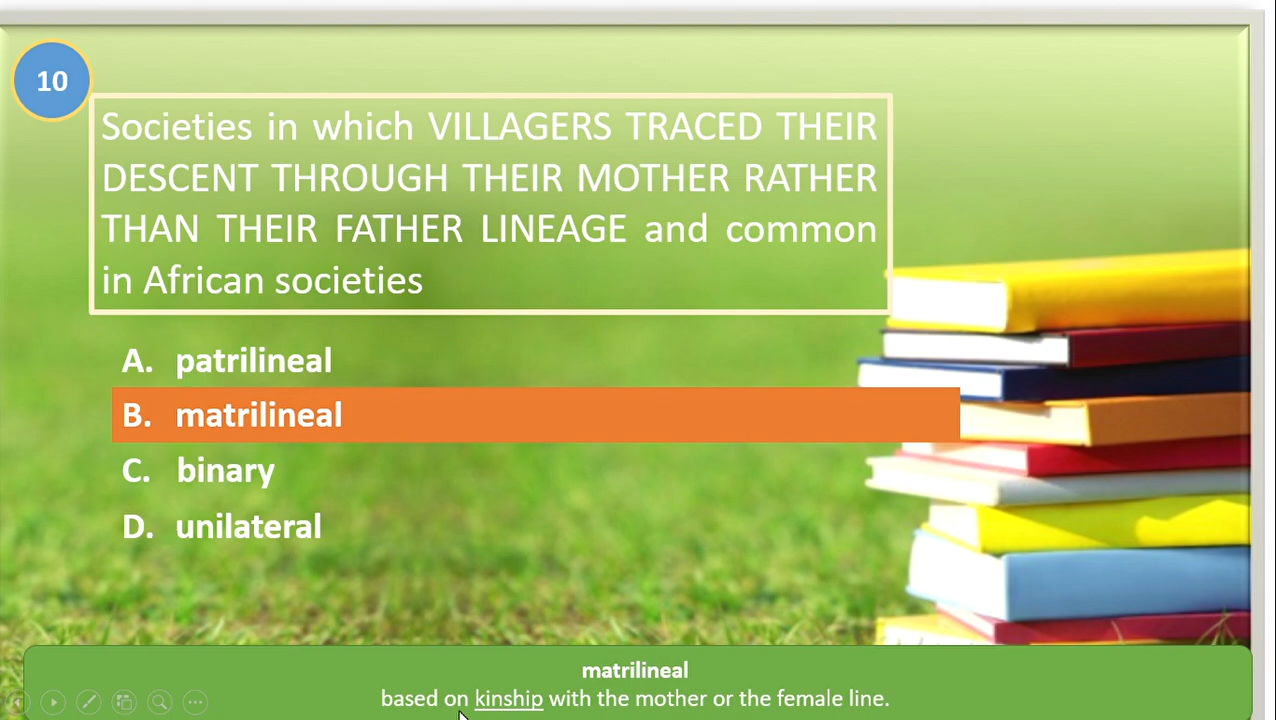 10
Societies in which VILLAGERS TRACED THEIR
DESCENT THROUGH THEIR MOTHER RATHER
THAN THEIR FATHER LINEAGE and common
in African societies
A. patrilineal
B. matrilineal
C. binary
D. unilateral
matrilineal
based on kinship with the mother or the female line.